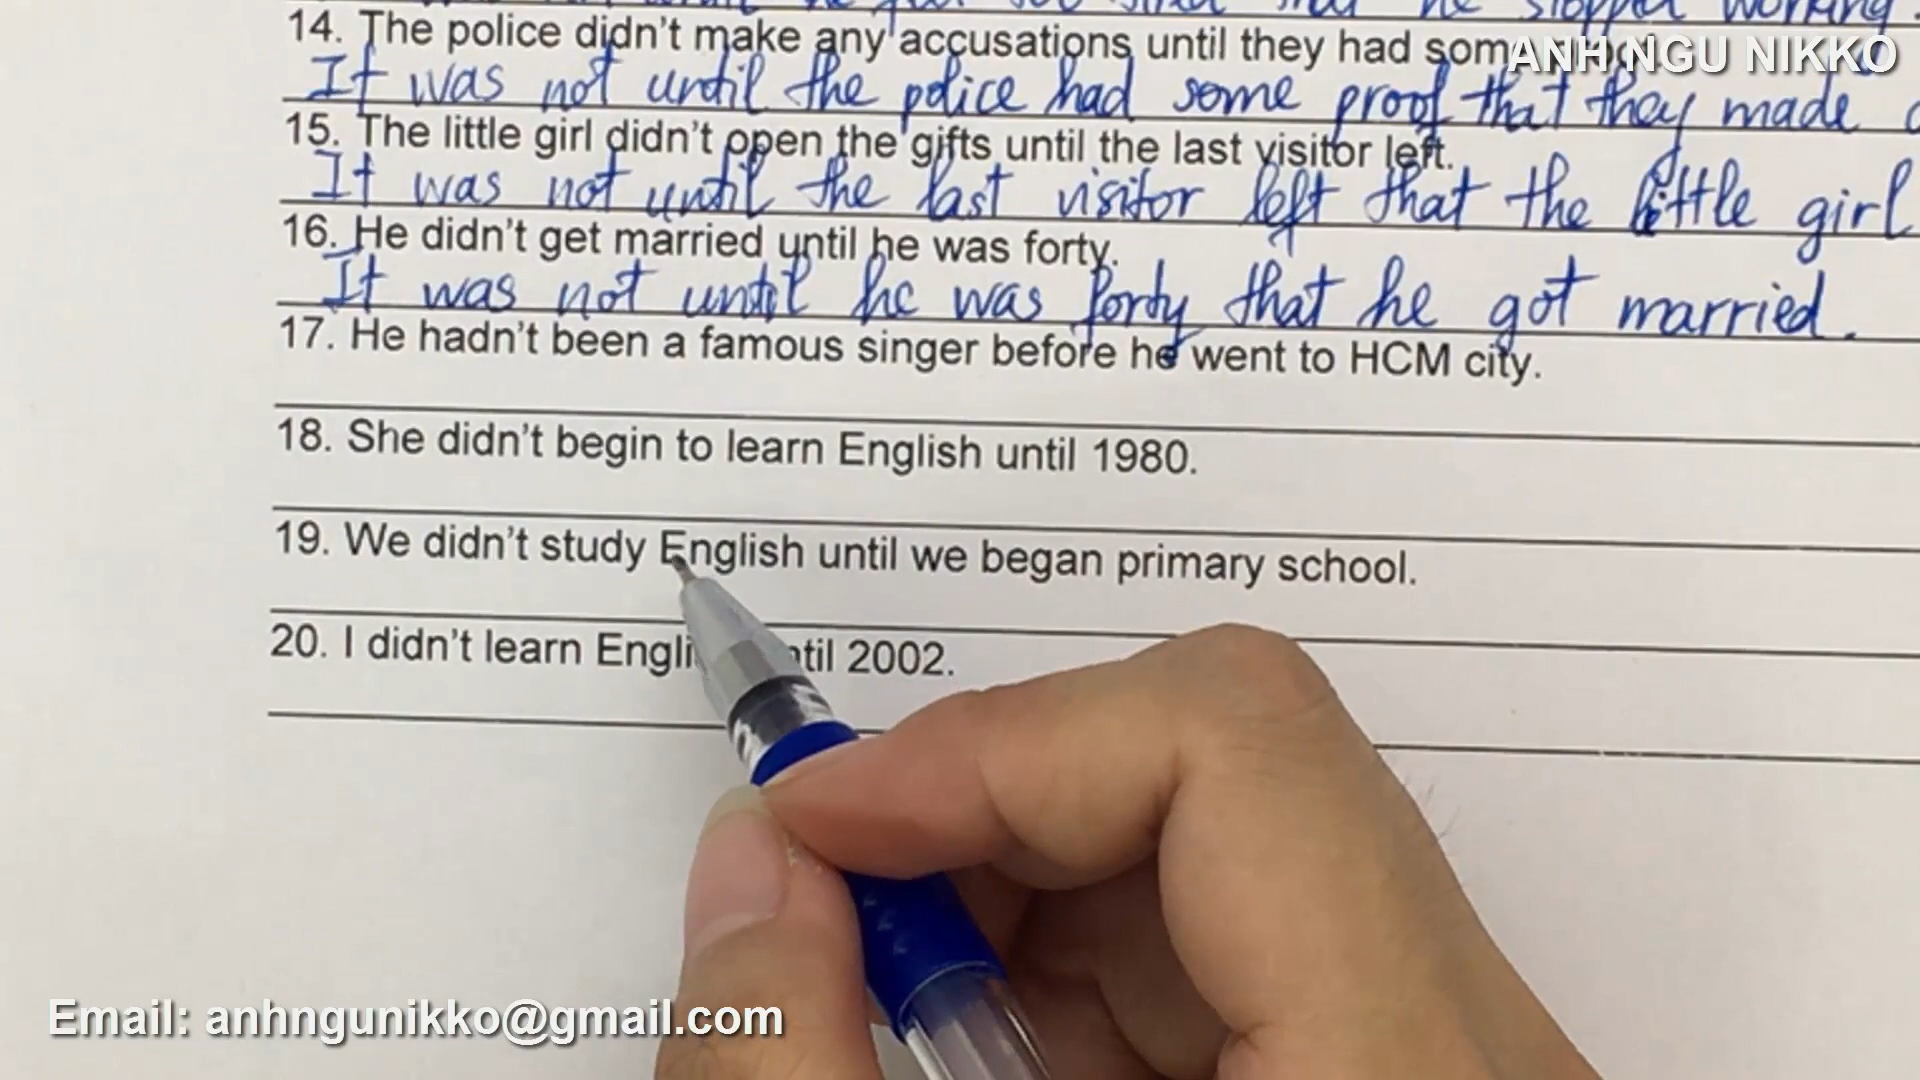 stopped working.
14. The police didn't make any accusations until they had some
ANH NGU NIKKO
It was not until the police had some proof that they made
15. The little girl didn't open the gifts until the last visitor left.
It was not until the last visitor left that the little girl
16. He didn't get married until he was forty.
It was not until he was forty that he got married.
17. He hadn't been a famous singer before he went to HCM city.
18. She didn't begin to learn English until 1980.
19. We didn't study English until we began primary school.
20. I didn't learn 2002.
Email: anhngunikko@gmail.com